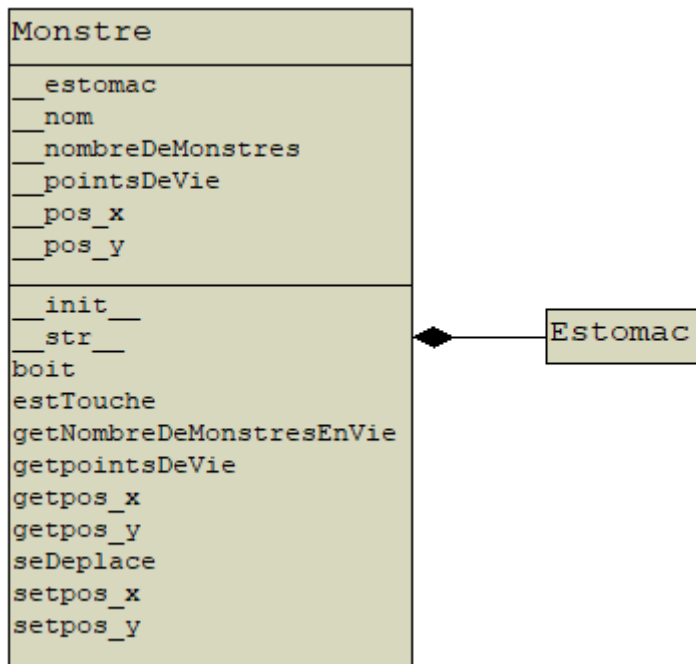 Monstre
__estomac
__nom
__nombreDeMonstres
__pointsDeVie
__pos_x
__pos_y
__init__
__str__
boit
estTouche
getNombreDeMonstresEnVie
getpointsDeVie
getpos_x
getpos_y
seDeplace
setpos_x
setpos_y
Estomac